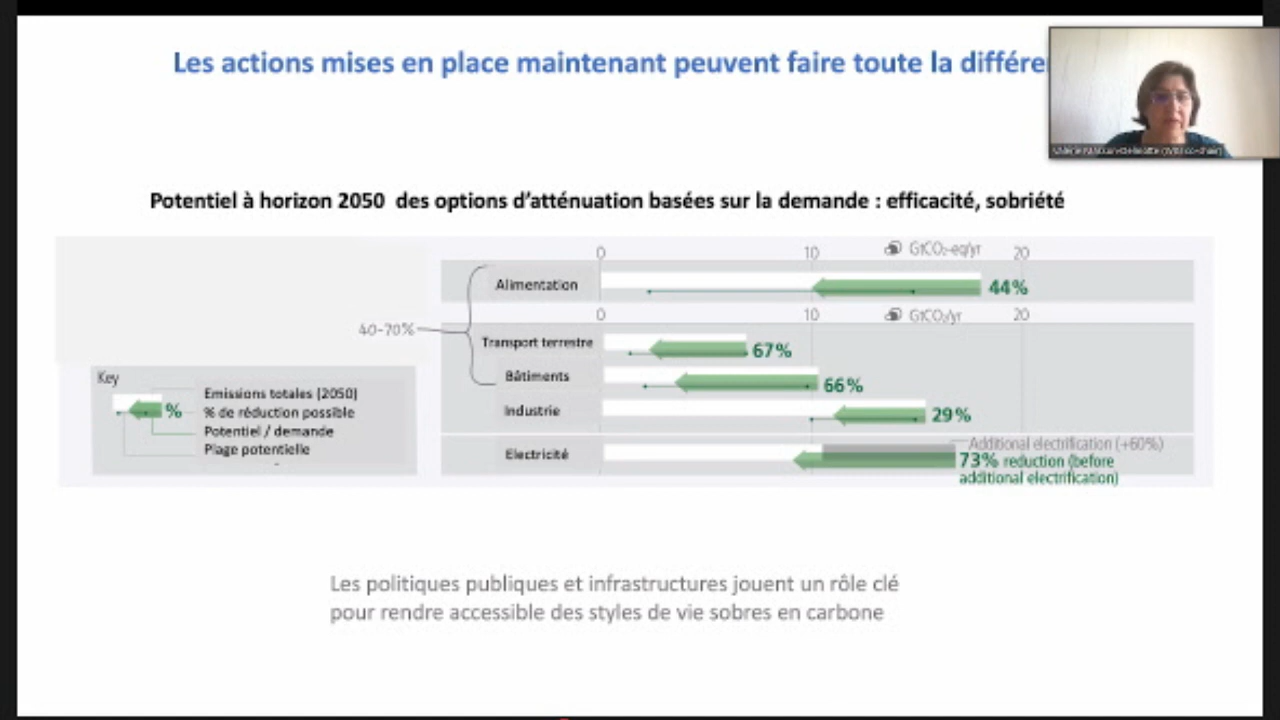 Les actions mises en place maintenant peuvent faire toute la différe
Potentiel à horizon 2050 des options d'atténuation basées sur la demande : efficacité, sobriété
0 10 GtCO₂-eq/yr 20
Alimentation 44%
0 10 GtCO₂/yr 20
40-70%
Transport terrestre 67%
Bâtiments 66%
Industrie 29%
Electricité
Additional electrification (+60%)
73% reduction (before
additional electrification)
Key
%
Emissions totales (2050)
% de réduction possible
Potentiel / demande
Plage potentielle
Les politiques publiques et infrastructures jouent un rôle clé
pour rendre accessible des styles de vie sobres en carbone